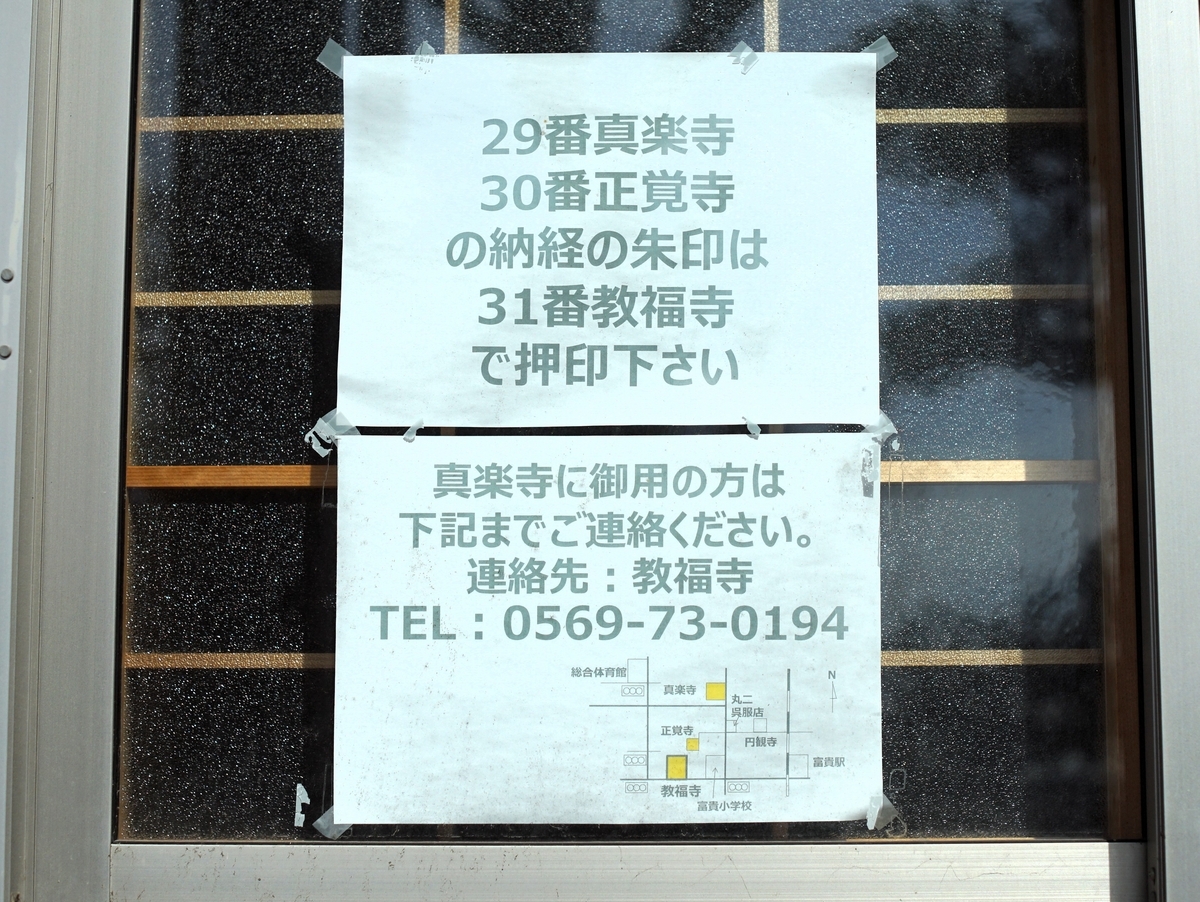 29番真楽寺
30番正覚寺
の納経の朱印は
31番教福寺
で押印下さい
真楽寺に御用の方は
下記までご連絡ください。
連絡先：教福寺
TEL：0569-73-0194
総合体育館
真楽寺
N
丸二
呉服店
正覚寺
円観寺
富貴駅
教福寺
富貴小学校